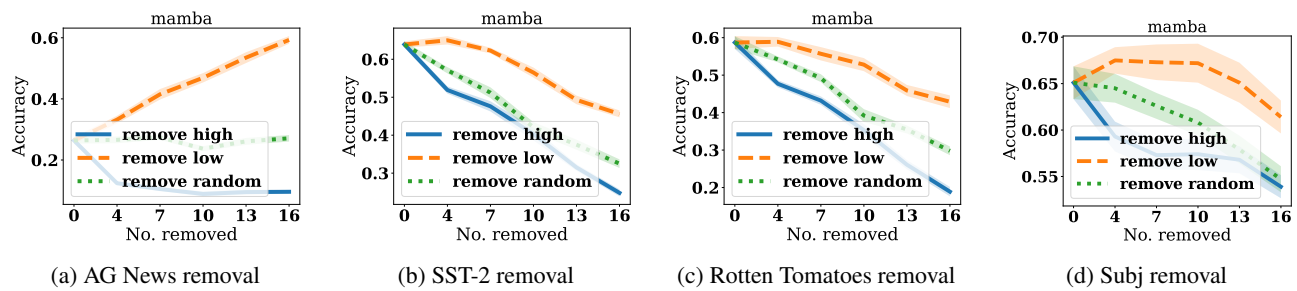 mamba
Accuracy
0.6
0.4
0.2
remove high
remove low
remove random
0 4 7 10 13 16
No. removed
(a) AG News removal
mamba
Accuracy
0.6
0.5
0.4
0.3
remove high
remove low
remove random
0 4 7 10 13 16
No. removed
(b) SST-2 removal
mamba
Accuracy
0.6
0.5
0.4
0.3
0.2
remove high
remove low
remove random
0 4 7 10 13 16
No. removed
(c) Rotten Tomatoes removal
mamba
Accuracy
0.70
0.65
0.60
0.55
remove high
remove low
remove random
0 4 7 10 13 16
No. removed
(d) Subj removal